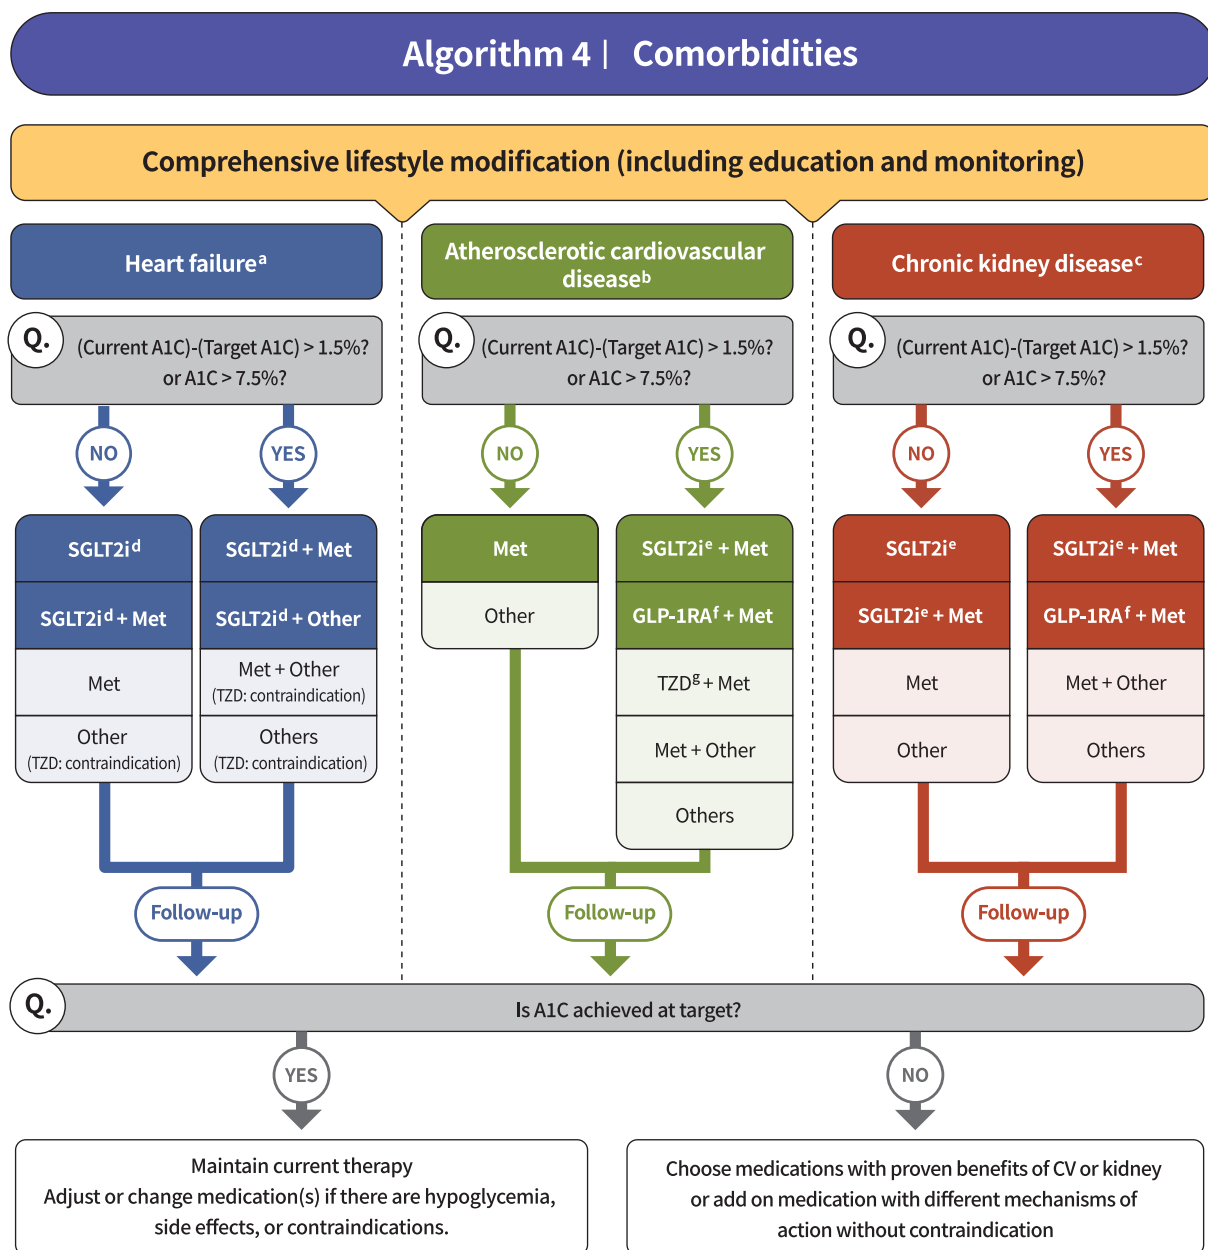 Algorithm 4 | Comorbidities
Comprehensive lifestyle modification (including education and monitoring)
Heart failureᵃ
Q.
(Current A1C)-(Target A1C) > 1.5%?
or A1C > 7.5%?
NO
YES
SGLT2iᵈ
SGLT2iᵈ + Met
Met
Other
(TZD: contraindication)
SGLT2iᵈ + Met
SGLT2iᵈ + Other
Met + Other
(TZD: contraindication)
Others
(TZD: contraindication)
Follow-up
Atherosclerotic cardiovascular
diseaseᵇ
Q.
(Current A1C)-(Target A1C) > 1.5%?
or A1C > 7.5%?
NO
YES
Met
Other
SGLT2iᵉ + Met
GLP-1RAᶠ + Met
TZDᵍ + Met
Met + Other
Others
Follow-up
Chronic kidney diseaseᶜ
Q.
(Current A1C)-(Target A1C) > 1.5%?
or A1C > 7.5%?
NO
YES
SGLT2iᵉ
SGLT2iᵉ + Met
Met
Other
SGLT2iᵉ + Met
GLP-1RAᶠ + Met
Met + Other
Others
Follow-up
Q.
Is A1C achieved at target?
YES
Maintain current therapy
Adjust or change medication(s) if there are hypoglycemia,
side effects, or contraindications.
NO
Choose medications with proven benefits of CV or kidney
or add on medication with different mechanisms of
action without contraindication